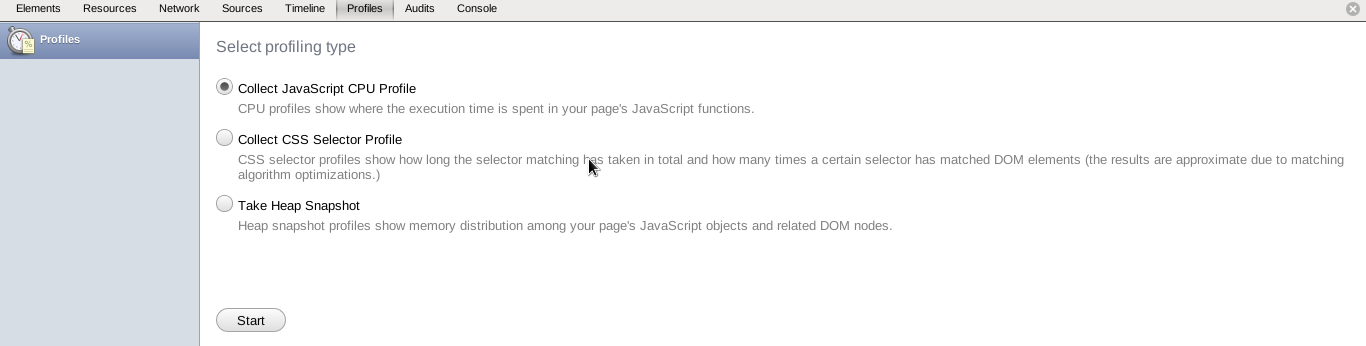 Elements Resources Network Sources Timeline Profiles Audits Console
Profiles
Select profiling type
Collect JavaScript CPU Profile
CPU profiles show where the execution time is spent in your page's JavaScript functions.
Collect CSS Selector Profile
CSS selector profiles show how long the selector matching has taken in total and how many times a certain selector has matched DOM elements (the results are approximate due to matching
algorithm optimizations.)
Take Heap Snapshot
Heap snapshot profiles show memory distribution among your page's JavaScript objects and related DOM nodes.
Start